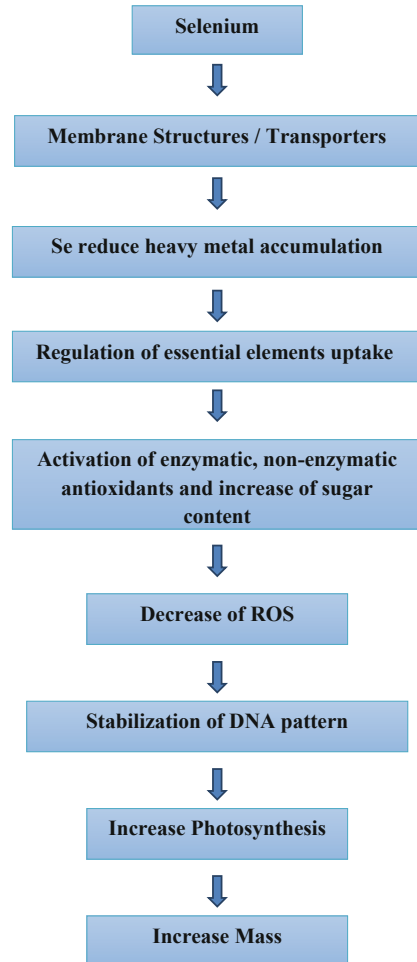 Selenium
Membrane Structures / Transporters
Se reduce heavy metal accumulation
Regulation of essential elements uptake
Activation of enzymatic, non-enzymatic
antioxidants and increase of sugar
content
Decrease of ROS
Stabilization of DNA pattern
Increase Photosynthesis
Increase Mass